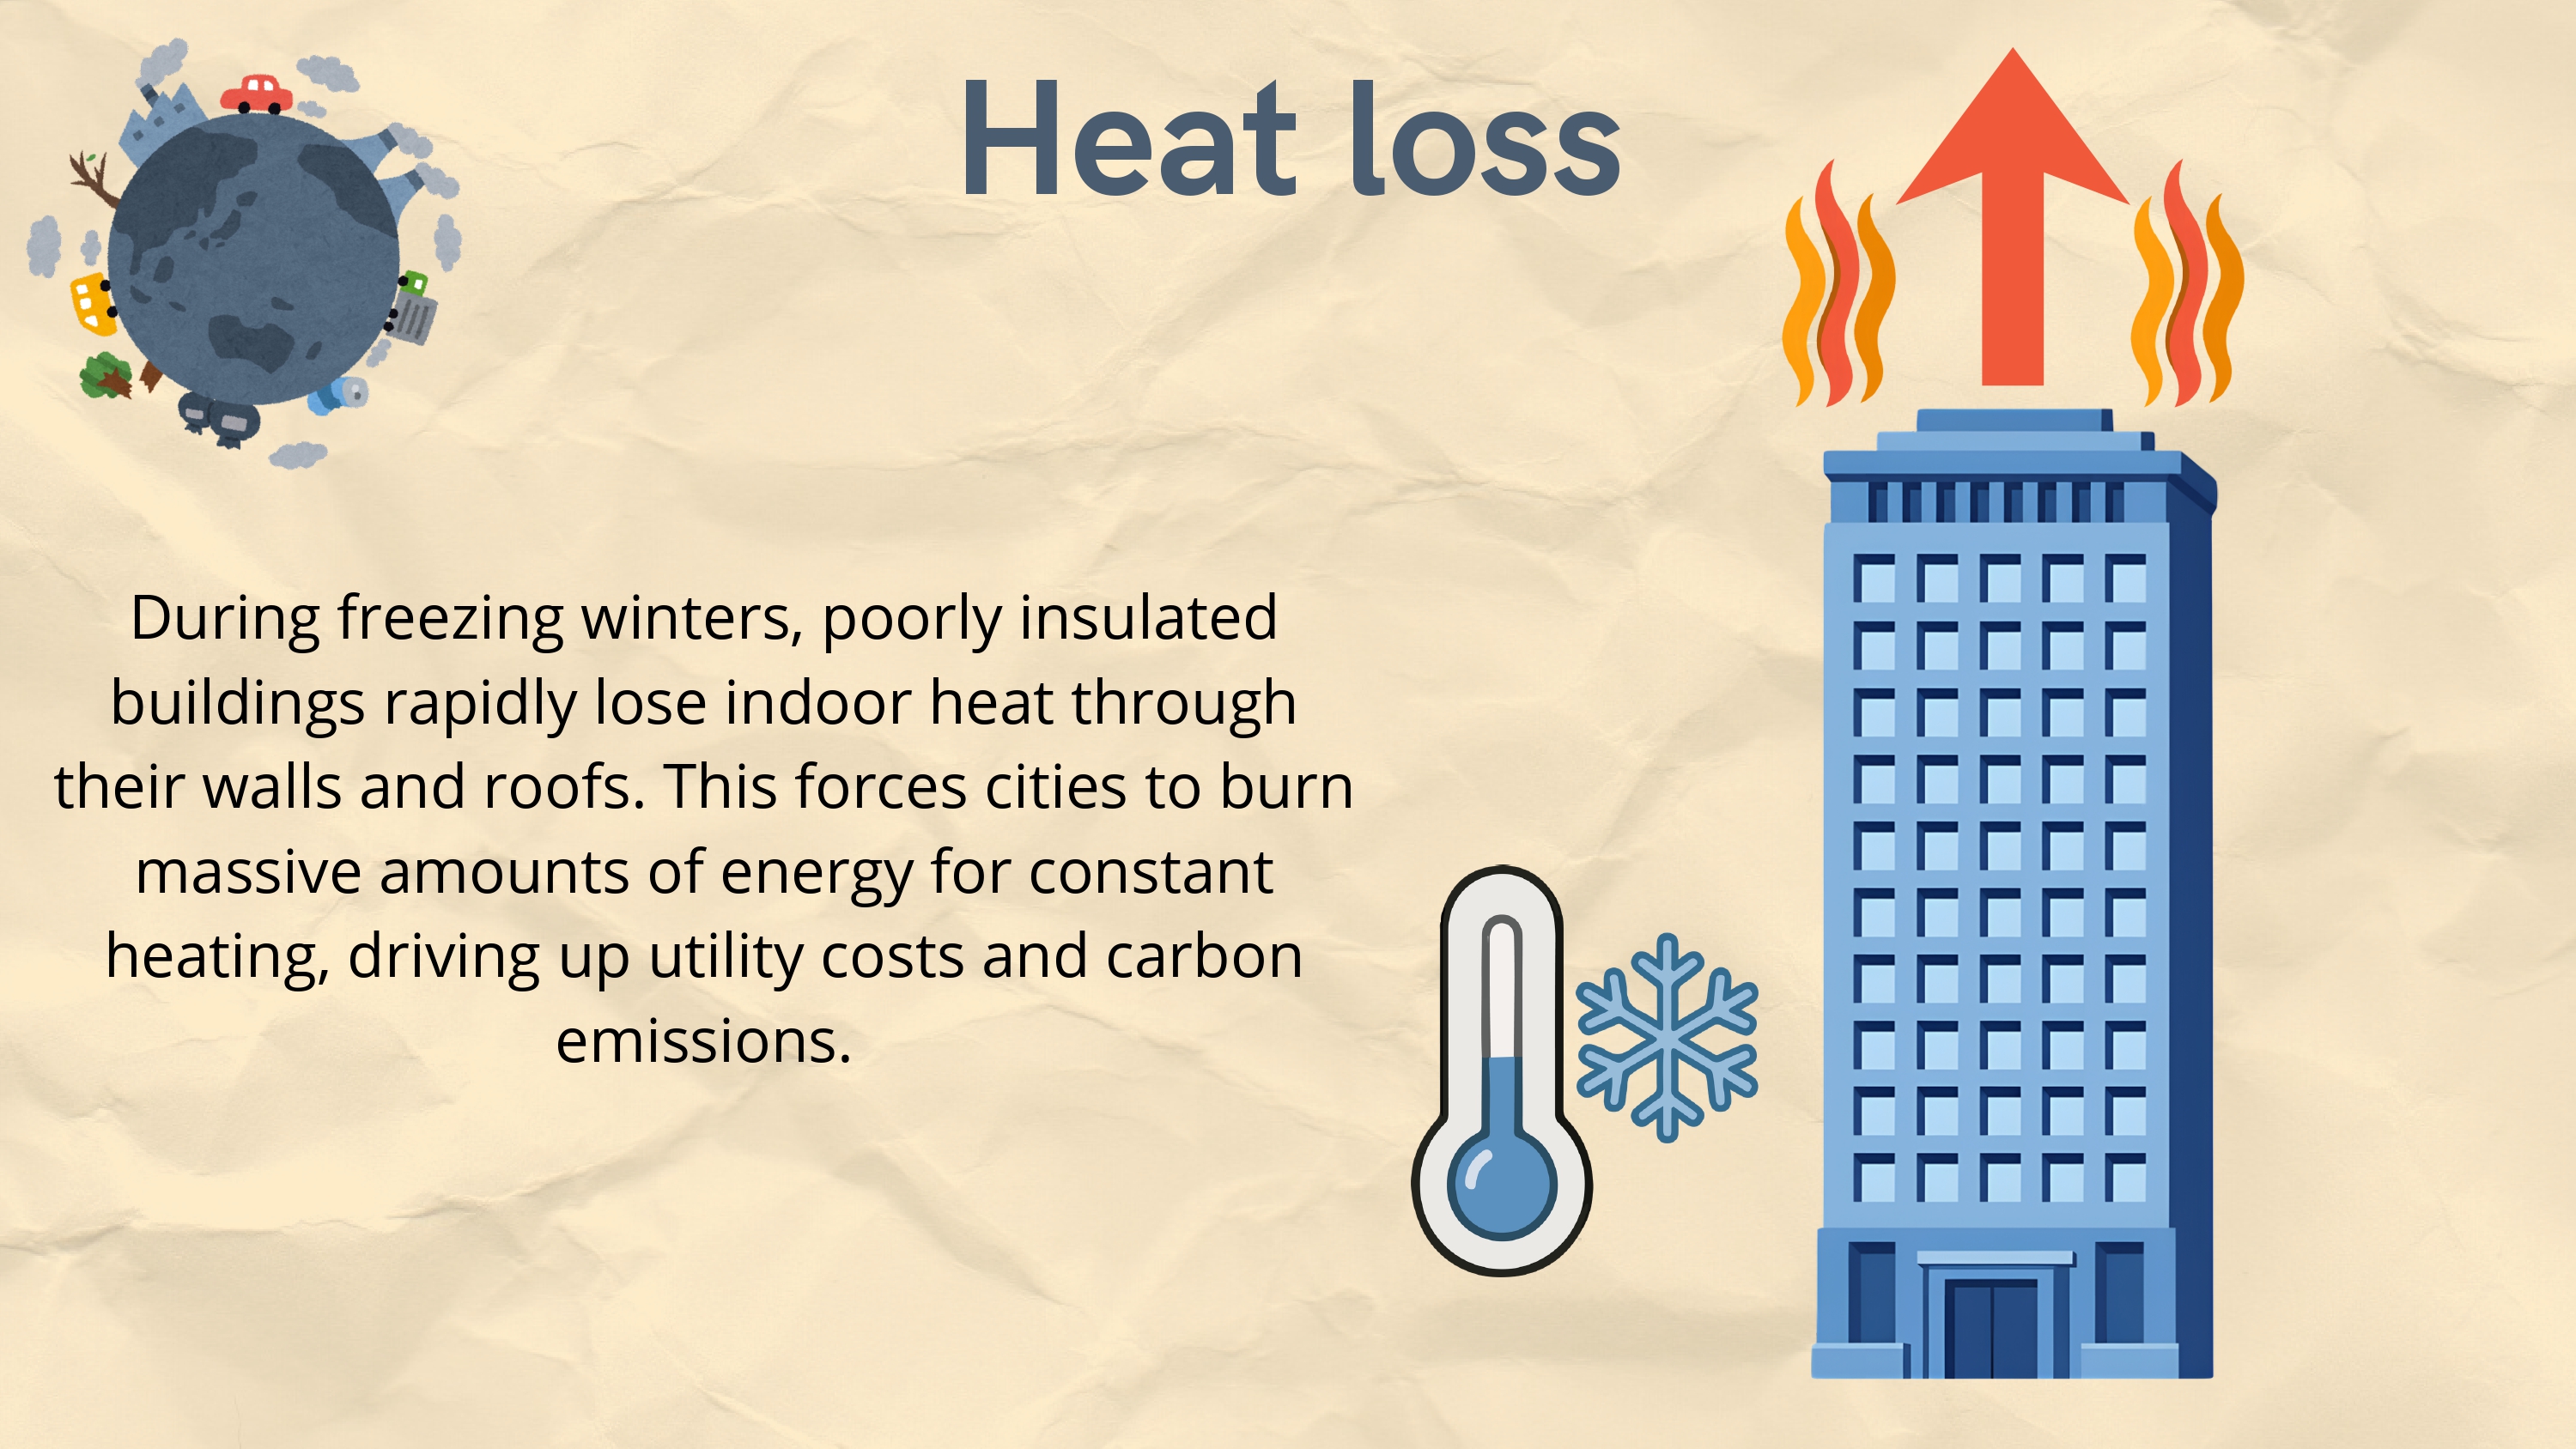 Heat loss
During freezing winters, poorly insulated
buildings rapidly lose indoor heat through
their walls and roofs. This forces cities to burn
massive amounts of energy for constant
heating, driving up utility costs and carbon
emissions.